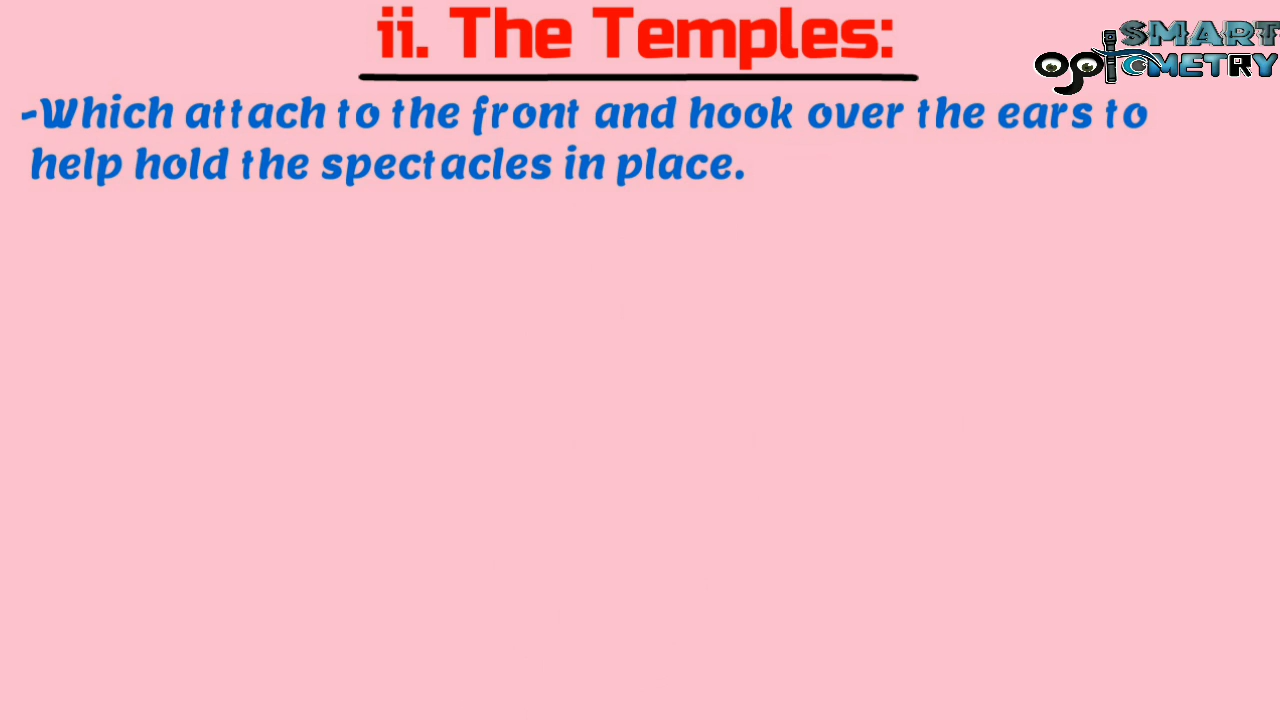 ii. The Temples:
SMART
OPTOMETRY
-Which attach to the front and hook over the ears to
help hold the spectacles in place.